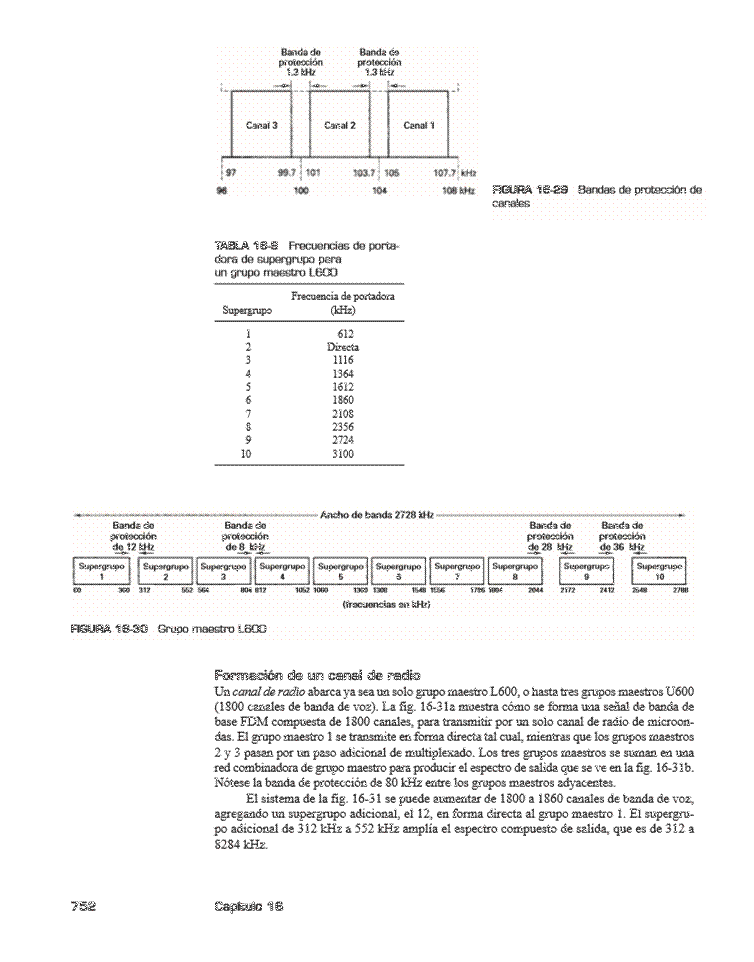 Banda de protección 1.3 kHz
Banda de protección 1.3 kHz
Canal 3 Canal 2 Canal 1
97 99.7 101 103.7 105 107.7 kHz
96 100 104 108 kHz
FIGURA 16-29 Bandas de protección de
canales
TABLA 16-8 Frecuencias de porta-
dora de supergrupo para
un grupo maestro L600
Frecuencia de portadora
Supergrupo (kHz)
1 612
2 Directa
3 1116
4 1364
5 1612
6 1860
7 2108
8 2356
9 2724
10 3100
Ancho de banda 2728 kHz
Banda de protección de 12 kHz
Banda de protección de 8 kHz
Banda de protección de 28 kHz
Banda de protección de 36 kHz
Supergrupo 1
Supergrupo 2
Supergrupo 3
Supergrupo 4
Supergrupo 5
Supergrupo 6
Supergrupo 7
Supergrupo 8
Supergrupo 9
Supergrupo 10
60 300 312 552 564 804 812 1052 1060 1300 1308 1548 1556 1796 1804 2044 2172 2412 2548 2788
(frecuencias en kHz)
FIGURA 16-30 Grupo maestro L600
Formación de un canal de radio
Un canal de radio abarca ya sea un solo grupo maestro L600, o hasta tres grupos maestros U600
(1800 canales de banda de voz). La fig. 16-31a muestra cómo se forma una señal de banda de
base FDM compuesta de 1800 canales, para transmitir por un solo canal de radio de microon-
das. El grupo maestro 1 se transmite en forma directa tal cual, mientras que los grupos maestros
2 y 3 pasan por un paso adicional de multiplexado. Los tres grupos maestros se suman en una
red combinadora de grupo maestro para producir el espectro de salida que se ve en la fig. 16-31b.
Nótese la banda de protección de 80 kHz entre los grupos maestros adyacentes.
El sistema de la fig. 16-31 se puede aumentar de 1800 a 1860 canales de banda de voz,
agregando un supergrupo adicional, el 12, en forma directa al grupo maestro 1. El supergru-
po adicional de 312 kHz a 552 kHz amplía el espectro compuesto de salida, que es de 312 a
8284 kHz.
752 Capítulo 16